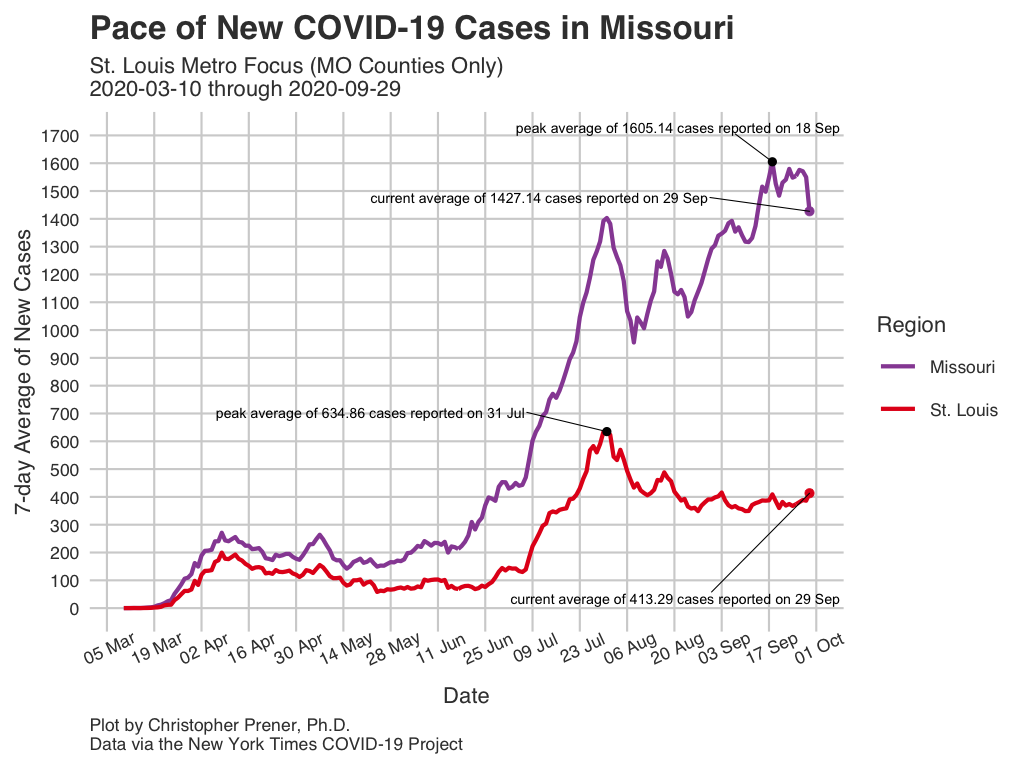 Pace of New COVID-19 Cases in Missouri
St. Louis Metro Focus (MO Counties Only)
2020-03-10 through 2020-09-29
7-day Average of New Cases
1700
1600
1500
1400
1300
1200
1100
1000
900
800
700
600
500
400
300
200
100
0
peak average of 1605.14 cases reported on 18 Sep
current average of 1427.14 cases reported on 29 Sep
peak average of 634.86 cases reported on 31 Jul
current average of 413.29 cases reported on 29 Sep
Region
Missouri
St. Louis
05 Mar
19 Mar
02 Apr
16 Apr
30 Apr
14 May
28 May
11 Jun
25 Jun
09 Jul
23 Jul
06 Aug
20 Aug
03 Sep
17 Sep
01 Oct
Date
Plot by Christopher Prener, Ph.D.
Data via the New York Times COVID-19 Project